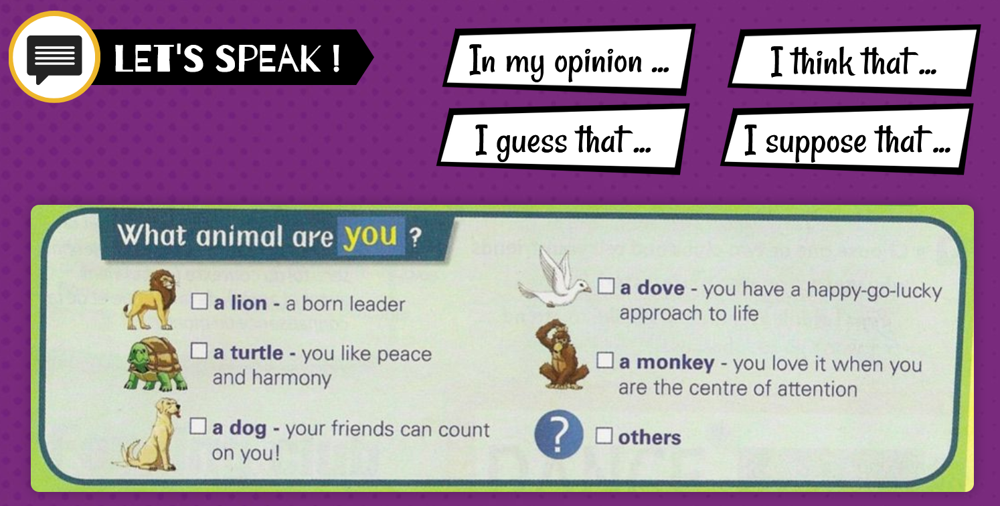 LET'S SPEAK !
In my opinion ...
I think that ...
I guess that ...
I suppose that ...
What animal are you ?
a lion - a born leader
a turtle - you like peace
and harmony
a dog - your friends can count
on you!
a dove - you have a happy-go-lucky
approach to life
a monkey - you love it when you
are the centre of attention
?
others